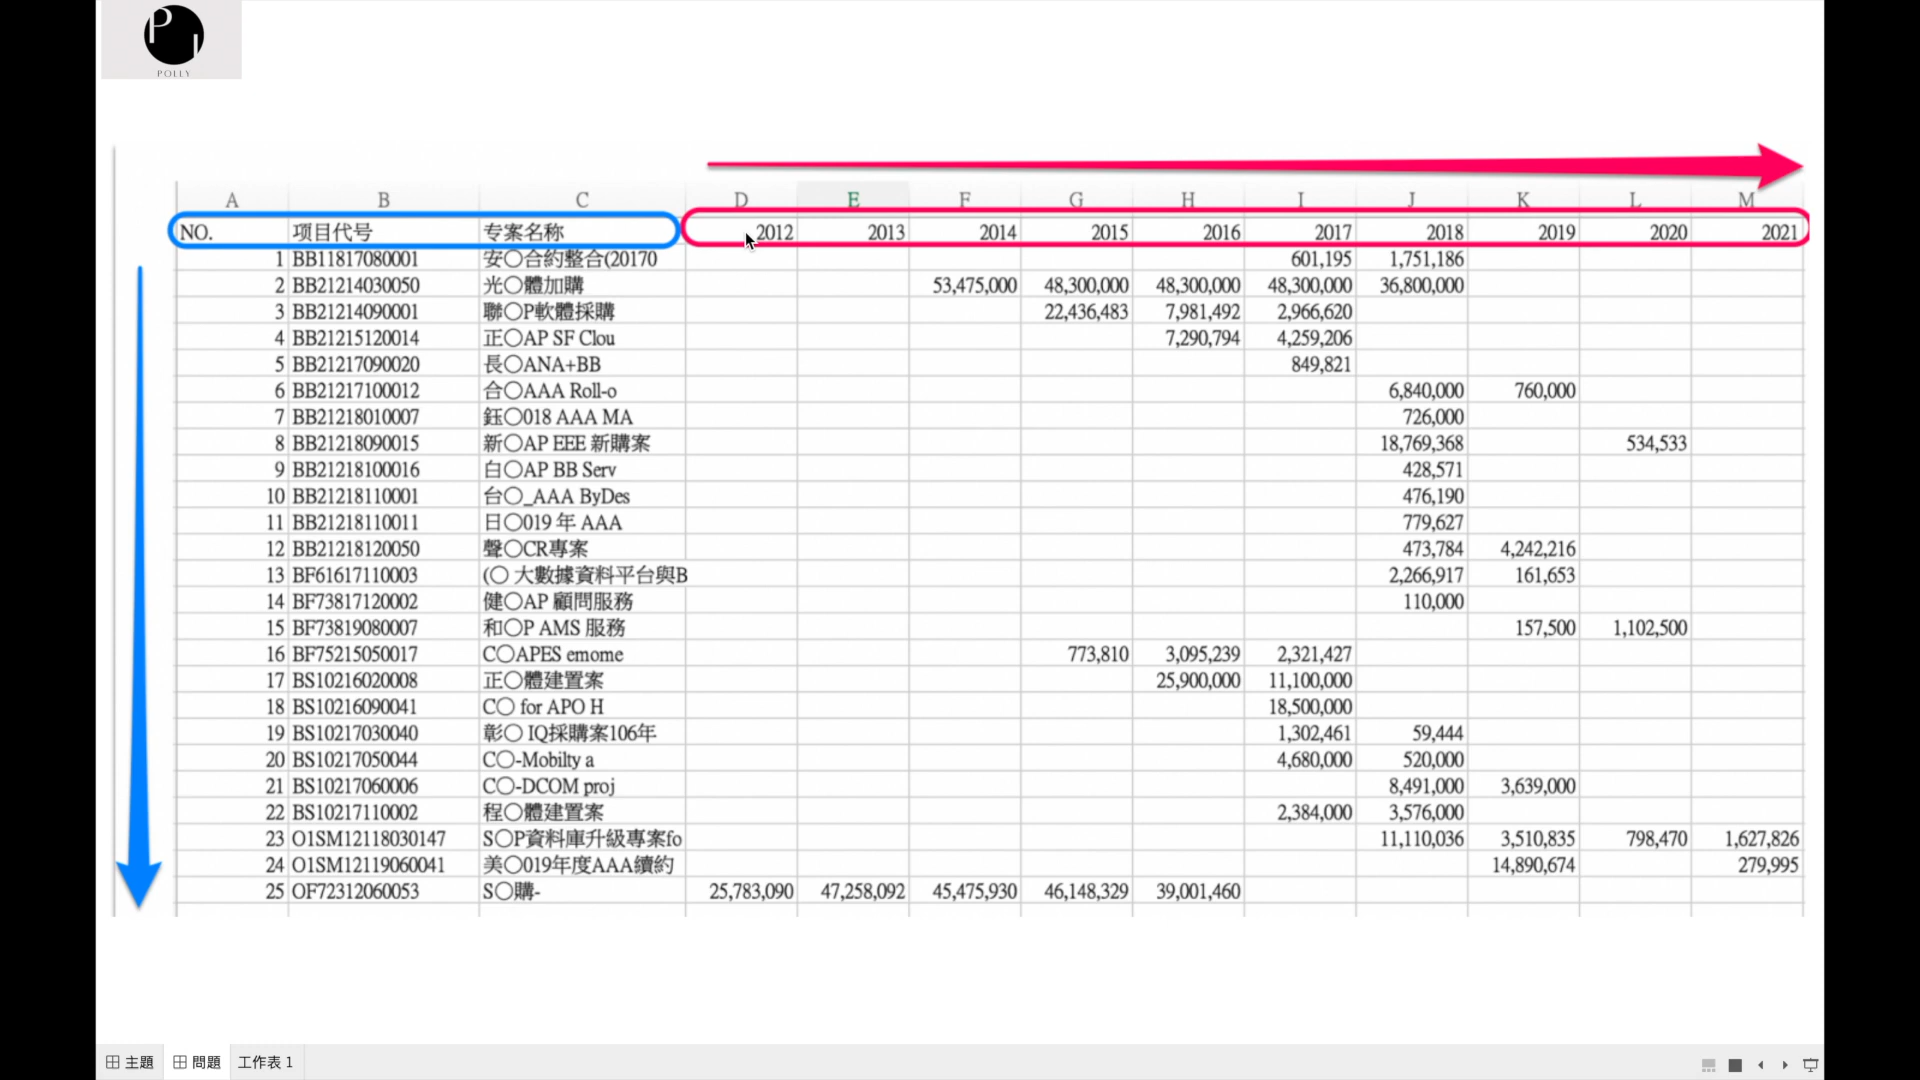 P
POLLY
A B C D E F G H I J K L M
NO. 项目代号 专案名称 2012 2013 2014 2015 2016 2017 2018 2019 2020 2021
1 BB11817080001 安〇合約整合(20170 601,195 1,751,186
2 BB21214030050 光〇體加購 53,475,000 48,300,000 48,300,000 48,300,000 36,800,000
3 BB21214090001 聯〇P軟體採購 22,436,483 7,981,492 2,966,620
4 BB21215120014 正〇AP SF Clou 7,290,794 4,259,206
5 BB21217090020 長〇ANA+BB 849,821
6 BB21217100012 合〇AAA Roll-o 6,840,000 760,000
7 BB21218010007 鈺〇018 AAA MA 726,000
8 BB21218090015 新〇AP EEE 新購案 18,769,368 534,533
9 BB21218100016 白〇AP BB Serv 428,571
10 BB21218110001 台〇_AAA ByDes 476,190
11 BB21218110011 日〇019 年 AAA 779,627
12 BB21218120050 聲〇CR專案 473,784 4,242,216
13 BF61617110003 (〇 大數據資料平台與B 2,266,917 161,653
14 BF73817120002 健〇AP 顧問服務 110,000
15 BF73819080007 和〇P AMS 服務 157,500 1,102,500
16 BF75215050017 C〇APES emome 773,810 3,095,239 2,321,427
17 BS10216020008 正〇體建置案 25,900,000 11,100,000
18 BS10216090041 C〇 for APO H 18,500,000
19 BS10217030040 彰〇 IQ採購案106年 1,302,461 59,444
20 BS10217050044 C〇-Mobilty a 4,680,000 520,000
21 BS10217060006 C〇-DCOM proj 8,491,000 3,639,000
22 BS10217110002 程〇體建置案 2,384,000 3,576,000
23 O1SM12118030147 S〇P資料庫升級專案fo 11,110,036 3,510,835 798,470 1,627,826
24 O1SM12119060041 美〇019年度AAA續約 14,890,674 279,995
25 OF72312060053 S〇購- 25,783,090 47,258,092 45,475,930 46,148,329 39,001,460
主題 問題 工作表 1